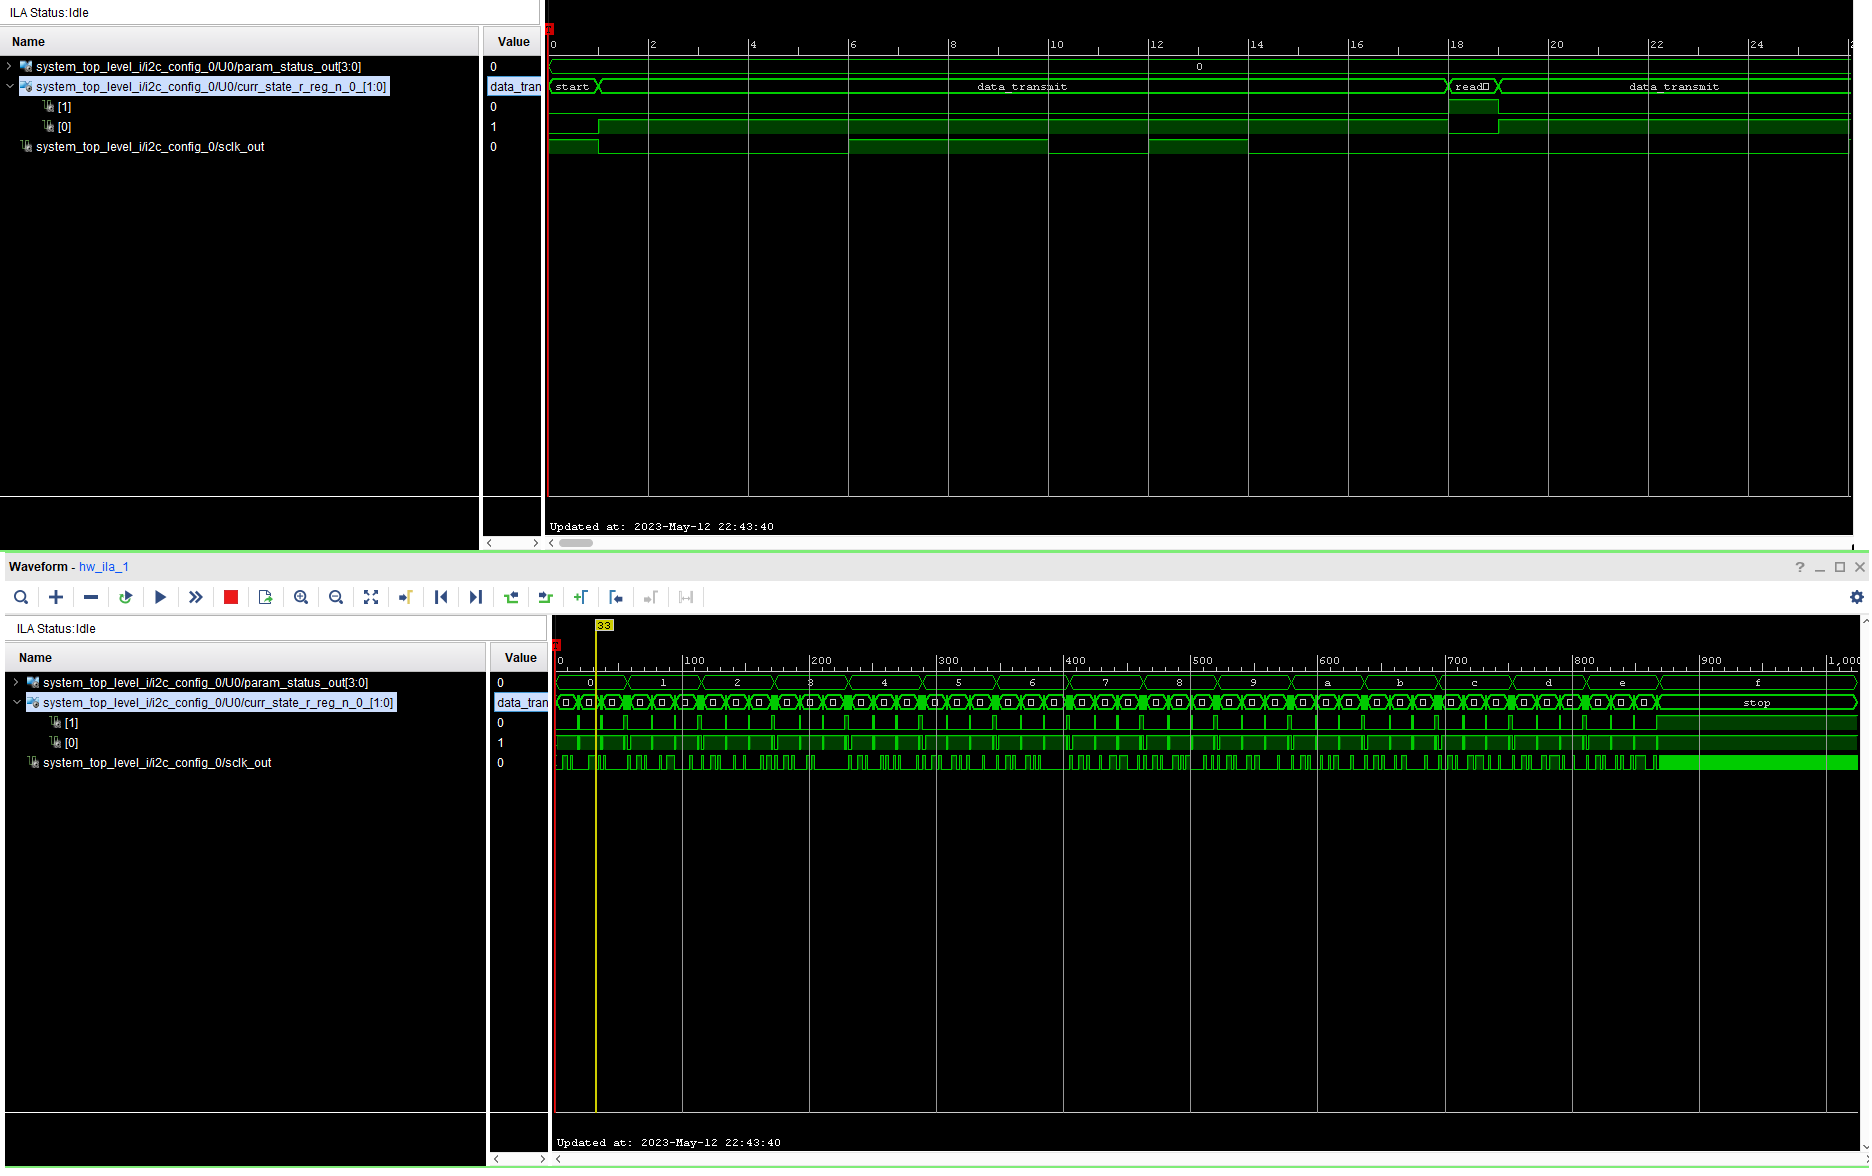 ILA Status:Idle
Name Value
0 2 4 6 8 10 12 14 16 18 20 22 24
system_top_level_i/i2c_config_0/U0/param_status_out[3:0] 0 0
system_top_level_i/i2c_config_0/U0/curr_state_r_reg_n_0_[1:0] data_tran start data_transmit read data_transmit
[1] 0
[0] 1
system_top_level_i/i2c_config_0/sclk_out 0
Updated at: 2023-May-12 22:43:40
Waveform - hw_ila_1
ILA Status:Idle
33
Name Value
0 100 200 300 400 500 600 700 800 900 1,000
system_top_level_i/i2c_config_0/U0/param_status_out[3:0] 0 0 1 2 3 4 5 6 7 8 9 a b c d e f
system_top_level_i/i2c_config_0/U0/curr_state_r_reg_n_0_[1:0] data_tran stop
[1] 0
[0] 1
system_top_level_i/i2c_config_0/sclk_out 0
Updated at: 2023-May-12 22:43:40